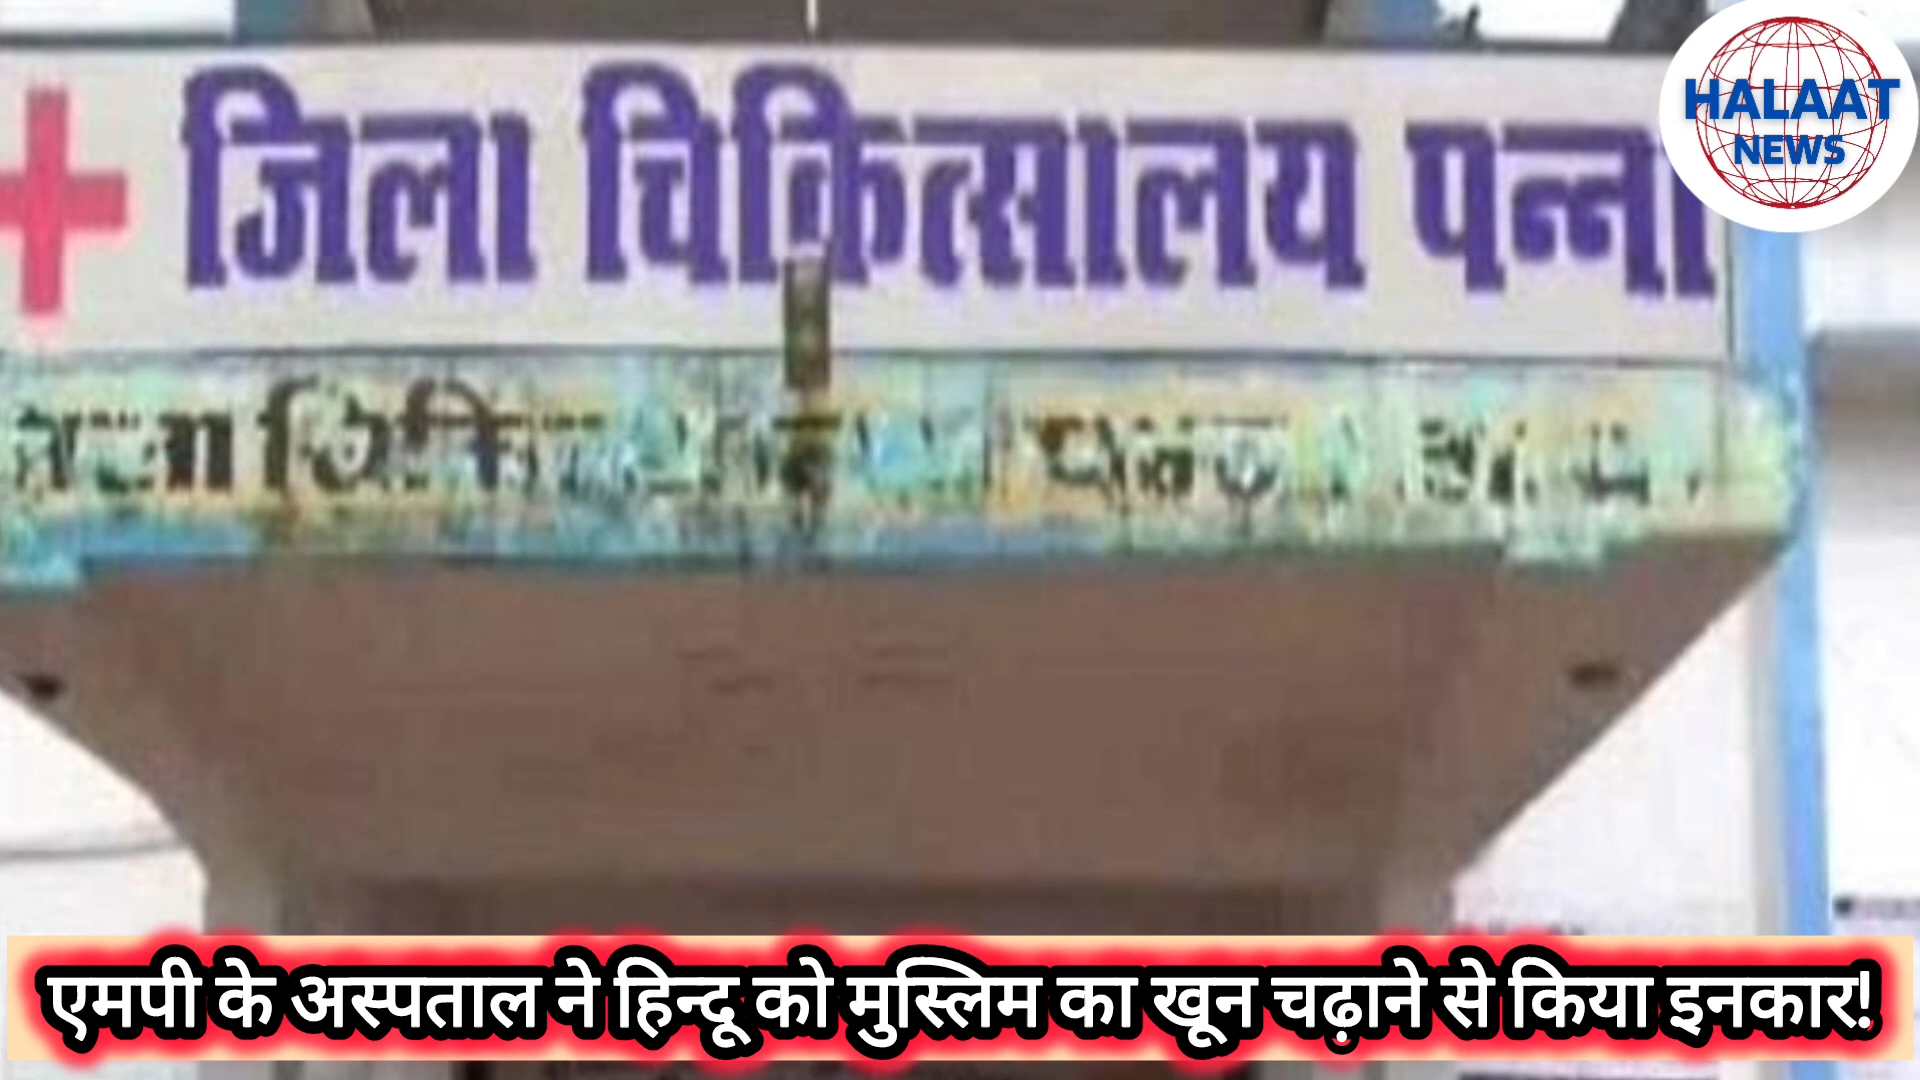 जिला चिकित्सालय पन्ना
HALAAT
NEWS
एमपी के अस्पताल ने हिन्दू को मुस्लिम का खून चढ़ाने से किया इनकार!